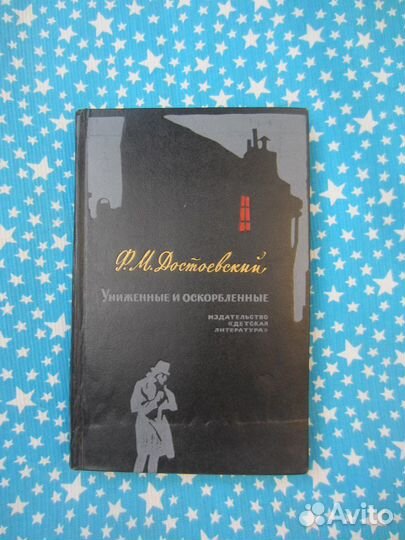 Ф. М. Достоевский
Униженные и оскорбленные
ИЗДАТЕЛЬСТВО
«ДЕТСКАЯ
ЛИТЕРАТУРА»
Avito